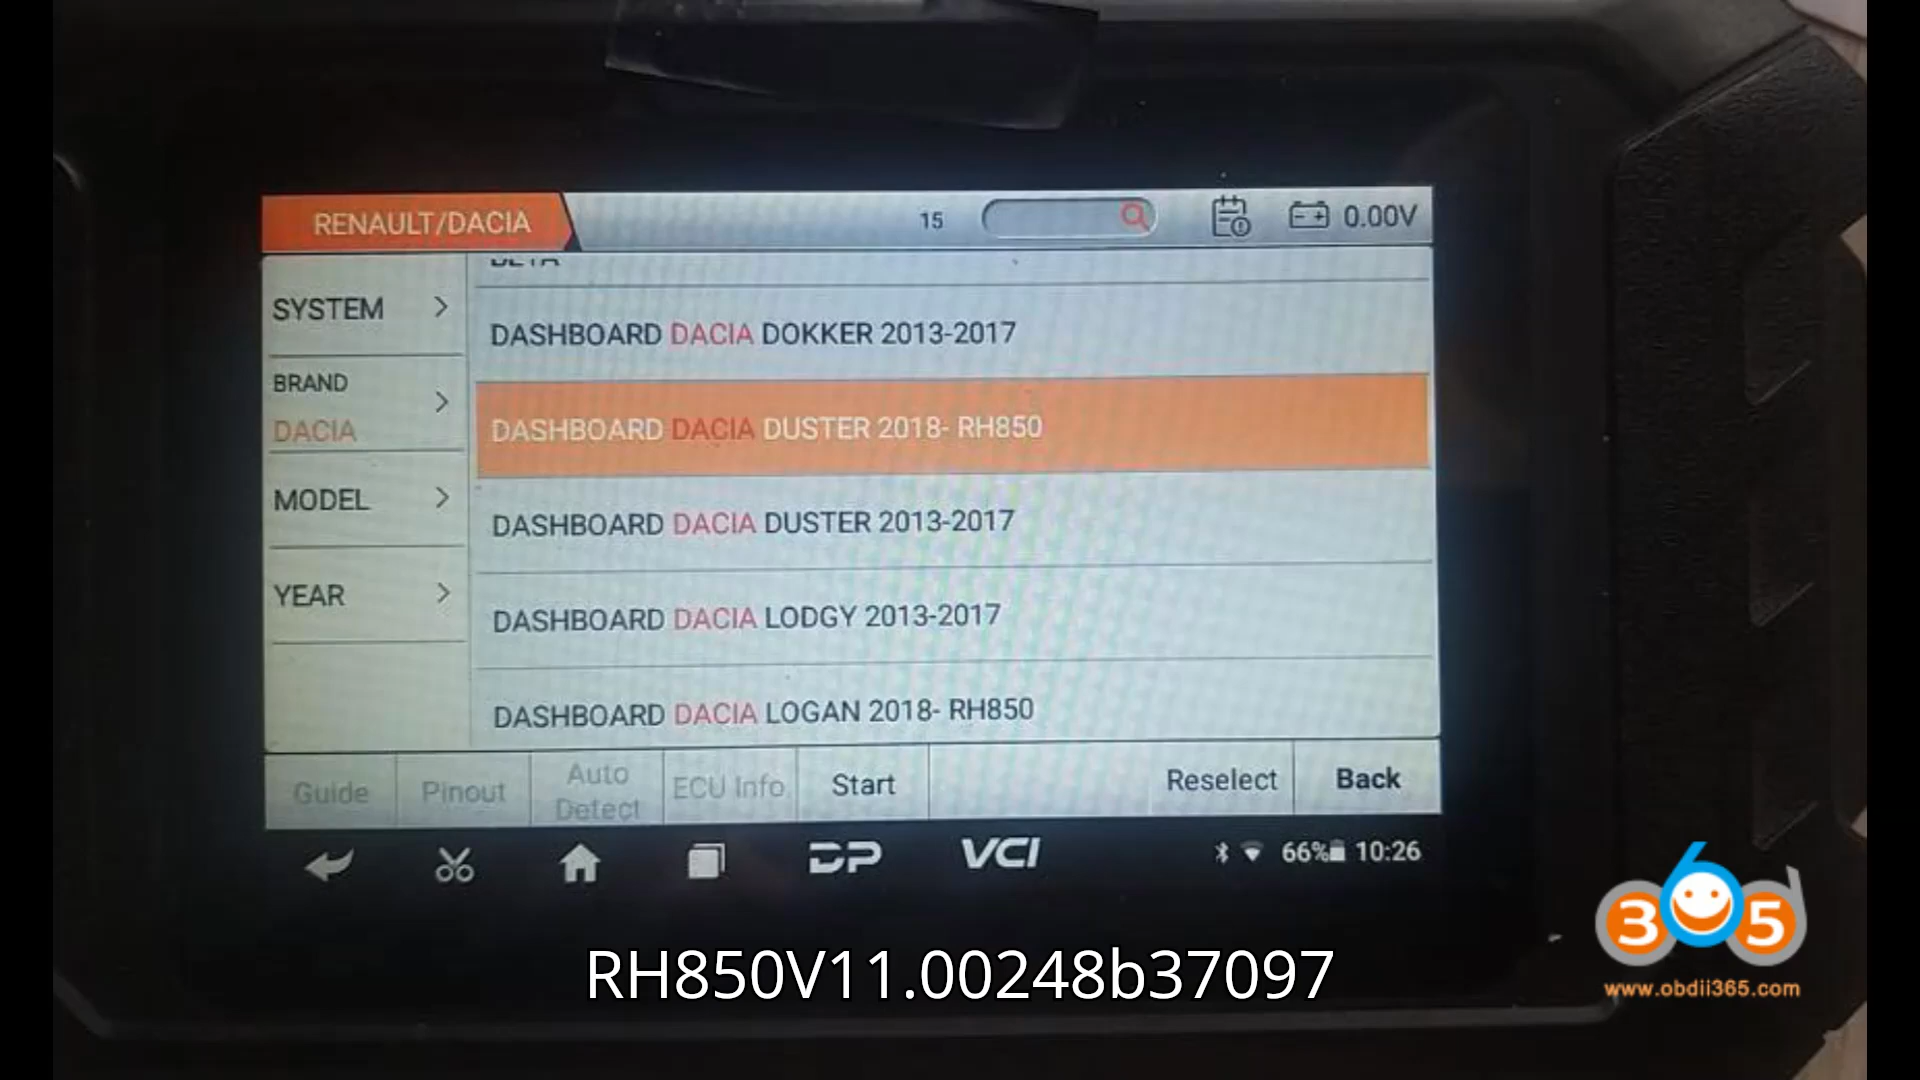 RENAULT/DACIA
15
0.00V
SYSTEM
BRAND
DACIA
MODEL
YEAR
DASHBOARD DACIA DOKKER 2013-2017
DASHBOARD DACIA DUSTER 2018- RH850
DASHBOARD DACIA DUSTER 2013-2017
DASHBOARD DACIA LODGY 2013-2017
DASHBOARD DACIA LOGAN 2018- RH850
Guide
Pinout
Auto
Detect
ECU Info
Start
Reselect
Back
DP
VCI
66%
10:26
RH850V11.00248b37097
365
www.obdii365.com